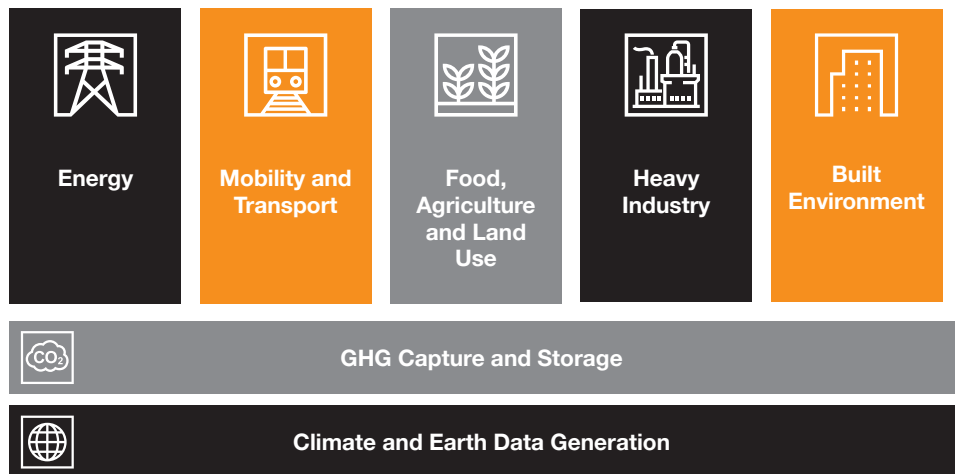 Energy
Mobility and
Transport
Food,
Agriculture
and Land
Use
Heavy
Industry
Built
Environment
CO₂
GHG Capture and Storage
Climate and Earth Data Generation